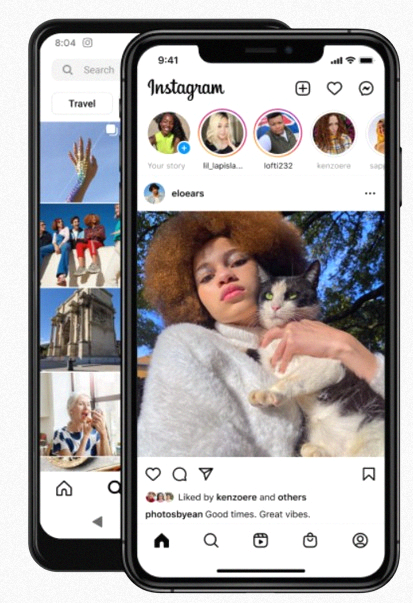 8:04
Search
Travel
9:41
Instagram
Your story lil_lapisla... lofti232 kenzoere
eloears
Liked by kenzoere and others
photosbyean Good times. Great vibes.